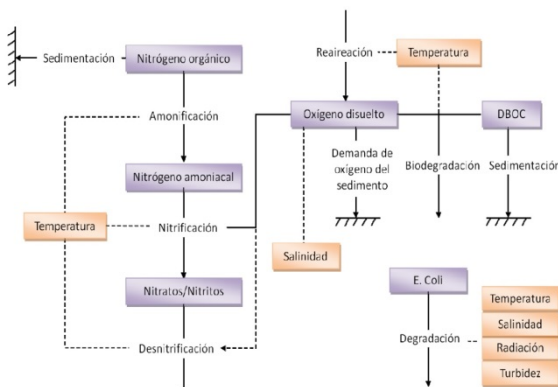 Sedimentación
Nitrógeno orgánico
Amonificación
Nitrógeno amoniacal
Temperatura
Nitrificación
Nitratos/Nitritos
Desnitrificación
Reaireación
Temperatura
Oxígeno disuelto
DBOC
Demanda de
oxígeno del
sedimento
Biodegradación
Sedimentación
Salinidad
E. Coli
Degradación
Temperatura
Salinidad
Radiación
Turbidez